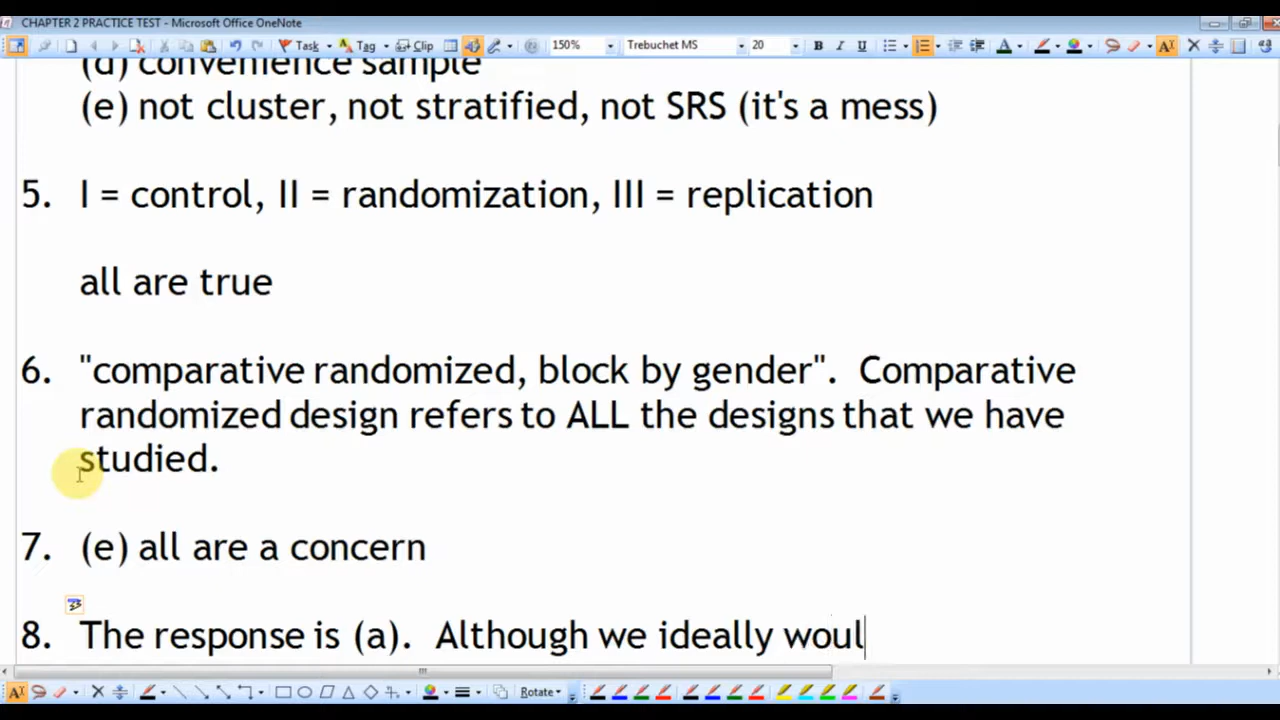 CHAPTER 2 PRACTICE TEST - Microsoft Office OneNote
Task Tag Clip 150% Trebuchet MS 20 B I U A
(d) convenience sample
(e) not cluster, not stratified, not SRS (it's a mess)
5. I = control, II = randomization, III = replication
all are true
6. "comparative randomized, block by gender". Comparative
randomized design refers to ALL the designs that we have
studied.
7. (e) all are a concern
8. The response is (a). Although we ideally woul
Rotate